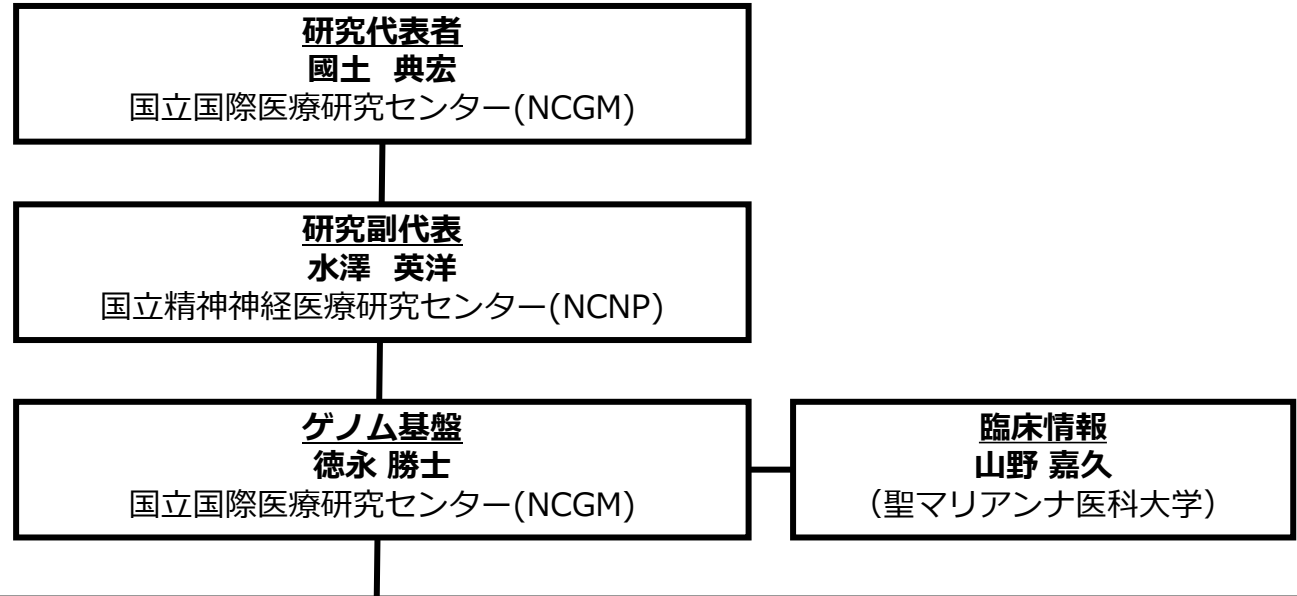 研究代表者
國土 典宏
国立国際医療研究センター(NCGM)
研究副代表
水澤 英洋
国立精神神経医療研究センター(NCNP)
ゲノム基盤
徳永 勝士
国立国際医療研究センター(NCGM)
臨床情報
山野 嘉久
（聖マリアンナ医科大学）